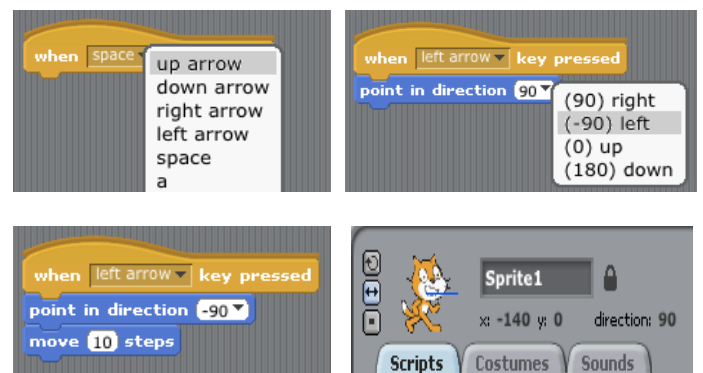 when space
up arrow
down arrow
right arrow
left arrow
space
a
when left arrow key pressed
point in direction 90
(90) right
(-90) left
(0) up
(180) down
when left arrow key pressed
point in direction -90
move 10 steps
Sprite1
x: -140 y: 0 direction: 90
Scripts Costumes Sounds